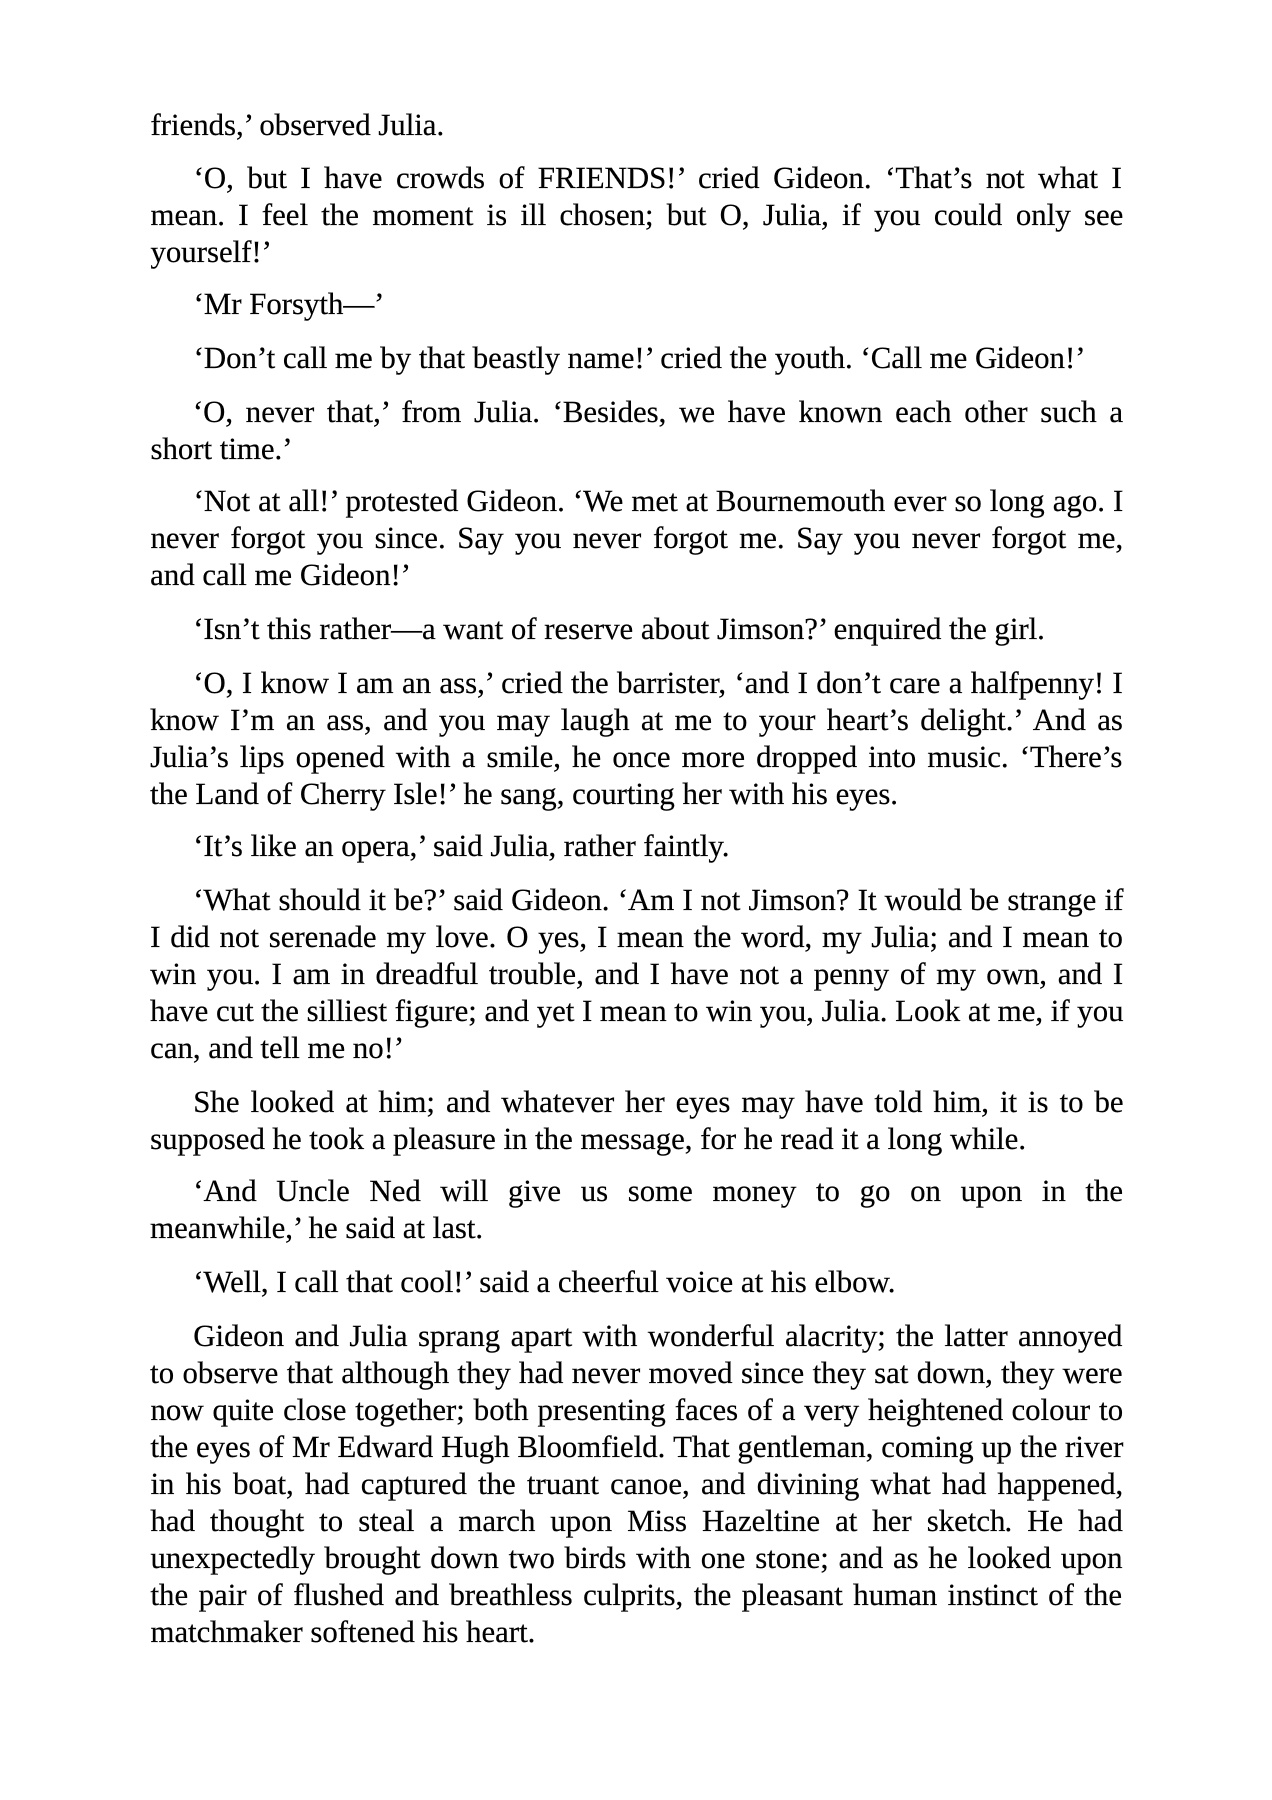 friends,’ observed Julia.
‘O, but I have crowds of FRIENDS!’ cried Gideon. ‘That’s not what I
mean. I feel the moment is ill chosen; but O, Julia, if you could only see
yourself!’
‘Mr Forsyth—’
‘Don’t call me by that beastly name!’ cried the youth. ‘Call me Gideon!’
‘O, never that,’ from Julia. ‘Besides, we have known each other such a
short time.’
‘Not at all!’ protested Gideon. ‘We met at Bournemouth ever so long ago. I
never forgot you since. Say you never forgot me. Say you never forgot me,
and call me Gideon!’
‘Isn’t this rather—a want of reserve about Jimson?’ enquired the girl.
‘O, I know I am an ass,’ cried the barrister, ‘and I don’t care a halfpenny! I
know I’m an ass, and you may laugh at me to your heart’s delight.’ And as
Julia’s lips opened with a smile, he once more dropped into music. ‘There’s
the Land of Cherry Isle!’ he sang, courting her with his eyes.
‘It’s like an opera,’ said Julia, rather faintly.
‘What should it be?’ said Gideon. ‘Am I not Jimson? It would be strange if
I did not serenade my love. O yes, I mean the word, my Julia; and I mean to
win you. I am in dreadful trouble, and I have not a penny of my own, and I
have cut the silliest figure; and yet I mean to win you, Julia. Look at me, if you
can, and tell me no!’
She looked at him; and whatever her eyes may have told him, it is to be
supposed he took a pleasure in the message, for he read it a long while.
‘And Uncle Ned will give us some money to go on upon in the
meanwhile,’ he said at last.
‘Well, I call that cool!’ said a cheerful voice at his elbow.
Gideon and Julia sprang apart with wonderful alacrity; the latter annoyed
to observe that although they had never moved since they sat down, they were
now quite close together; both presenting faces of a very heightened colour to
the eyes of Mr Edward Hugh Bloomfield. That gentleman, coming up the river
in his boat, had captured the truant canoe, and divining what had happened,
had thought to steal a march upon Miss Hazeltine at her sketch. He had
unexpectedly brought down two birds with one stone; and as he looked upon
the pair of flushed and breathless culprits, the pleasant human instinct of the
matchmaker softened his heart.